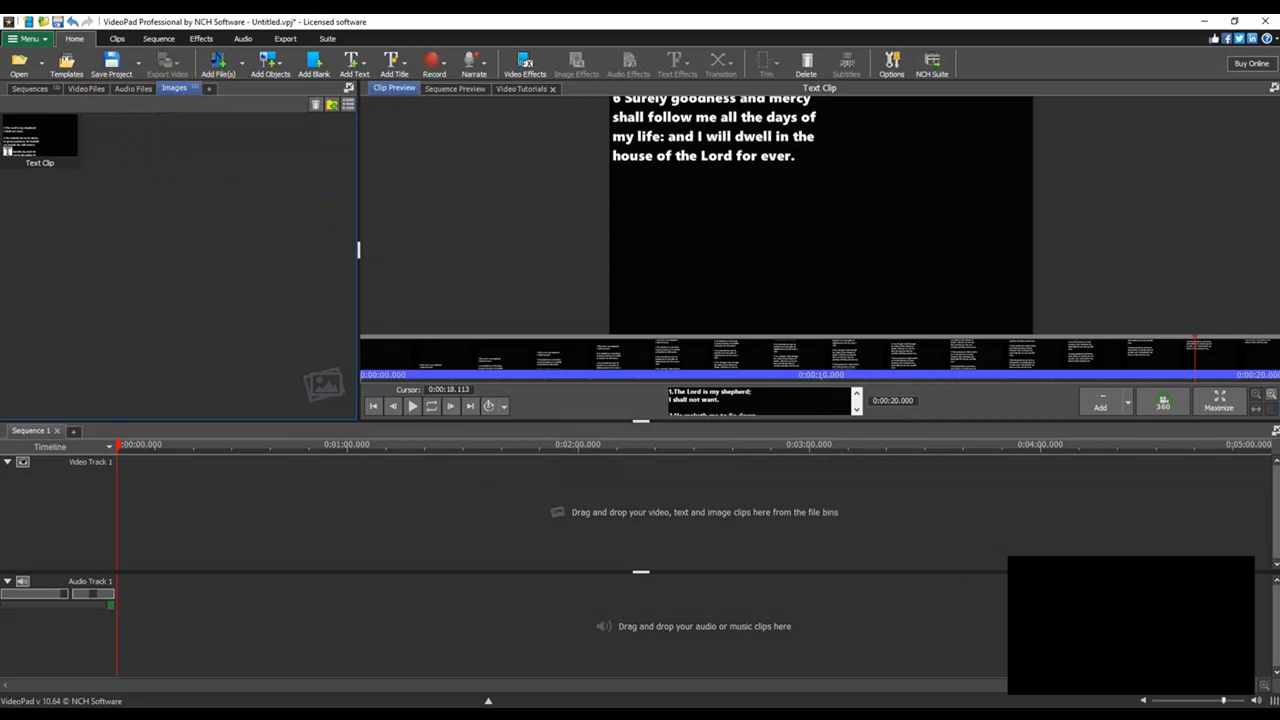 VideoPad Professional by NCH Software - Untitled.vpj* - Licensed software
Menu Home Clips Sequence Effects Audio Export Suite
Open Templates Save Project Export Video Add File(s) Add Objects Add Blank Add Text Add Title Record Narrate Video Effects Image Effects Audio Effects Text Effects Transition Trim Delete Subtitles Options NCH Suite Buy Online
Sequences Video Files Audio Files Images +
Clip Preview Sequence Preview Video Tutorials
Text Clip
Text Clip
6 Surely goodness and mercy
shall follow me all the days of
my life: and I will dwell in the
house of the Lord for ever.
0:00:00.000 0:00:10.000 0:00:20.000
Cursor: 0:00:18.113
1.The Lord is my shepherd;
I shall not want.
0:00:20.000
Add 360 Maximize
Sequence 1 +
Timeline 0:00:00.000 0:01:00.000 0:02:00.000 0:03:00.000 0:04:00.000 0:05:00.000
Video Track 1
Drag and drop your video, text and image clips here from the file bins
Audio Track 1
Drag and drop your audio or music clips here
VideoPad v 10.64 © NCH Software